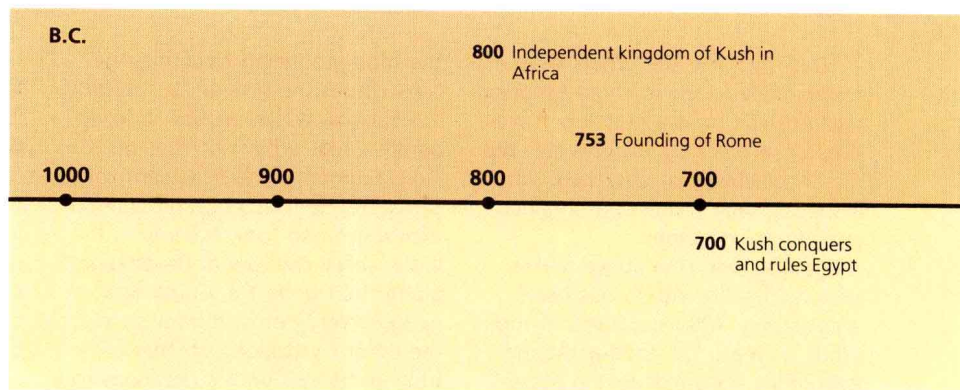 B.C.
800 Independent kingdom of Kush in
Africa
753 Founding of Rome
1000 900 800 700
700 Kush conquers
and rules Egypt